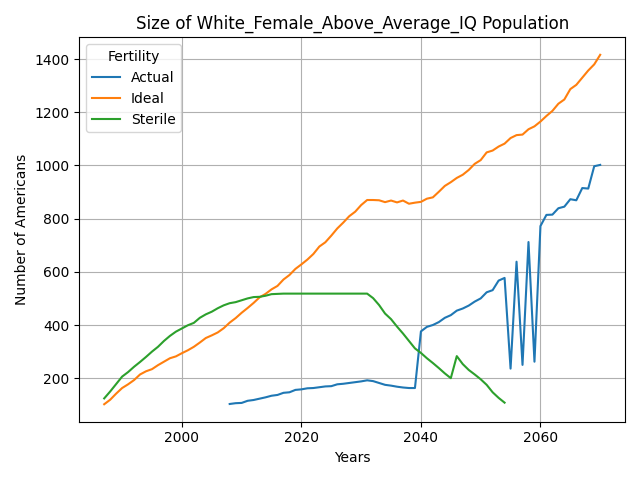 Size of White_Female_Above_Average_IQ Population
Fertility
Actual
Ideal
Sterile
Number of Americans
1400
1200
1000
800
600
400
200
2000
2020
2040
2060
Years